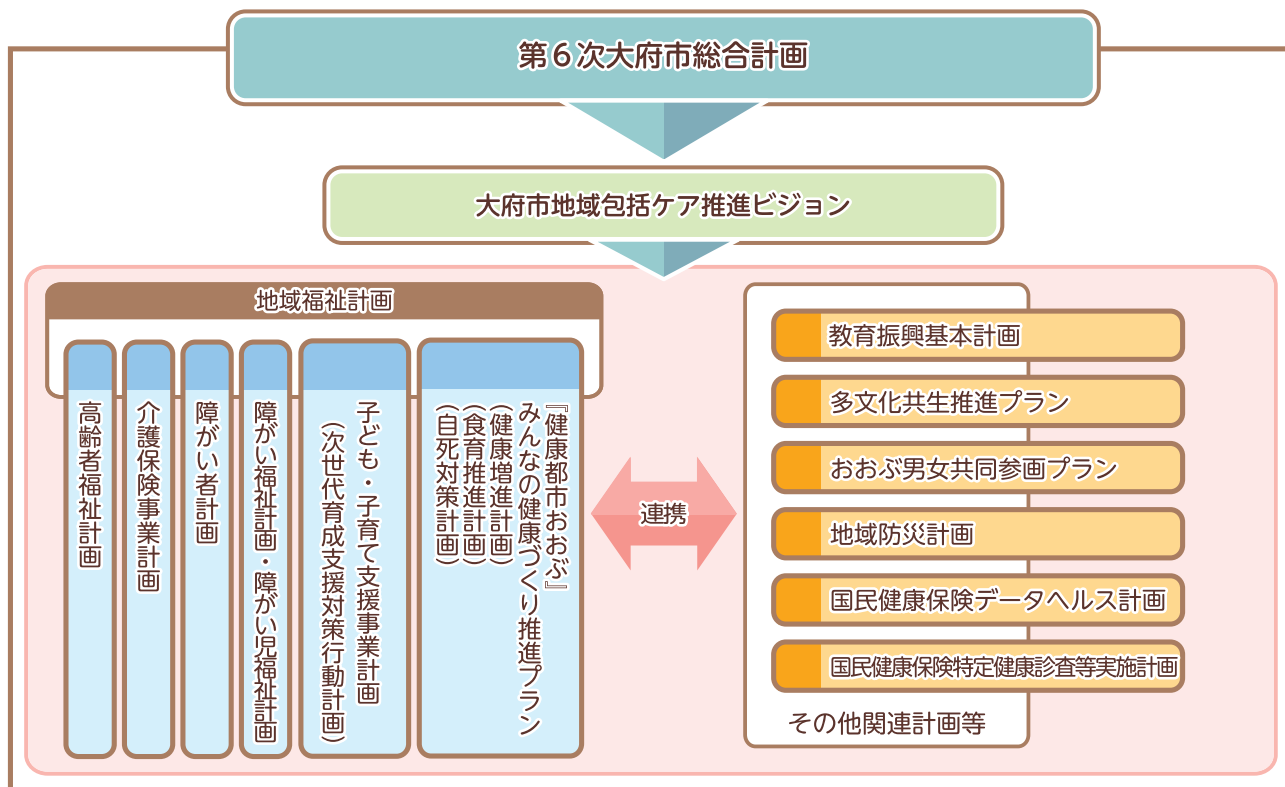 第６次大府市総合計画
大府市地域包括ケア推進ビジョン
地域福祉計画
高齢者福祉計画
介護保険事業計画
障がい者計画
障がい福祉計画・障がい児福祉計画
子ども・子育て支援事業計画
（次世代育成支援対策行動計画）
『健康都市おおぶ』
みんなの健康づくり推進プラン
（健康増進計画）
（食育推進計画）
（自死対策計画）
連携
教育振興基本計画
多文化共生推進プラン
おおぶ男女共同参画プラン
地域防災計画
国民健康保険データヘルス計画
国民健康保険特定健康診査等実施計画
その他関連計画等